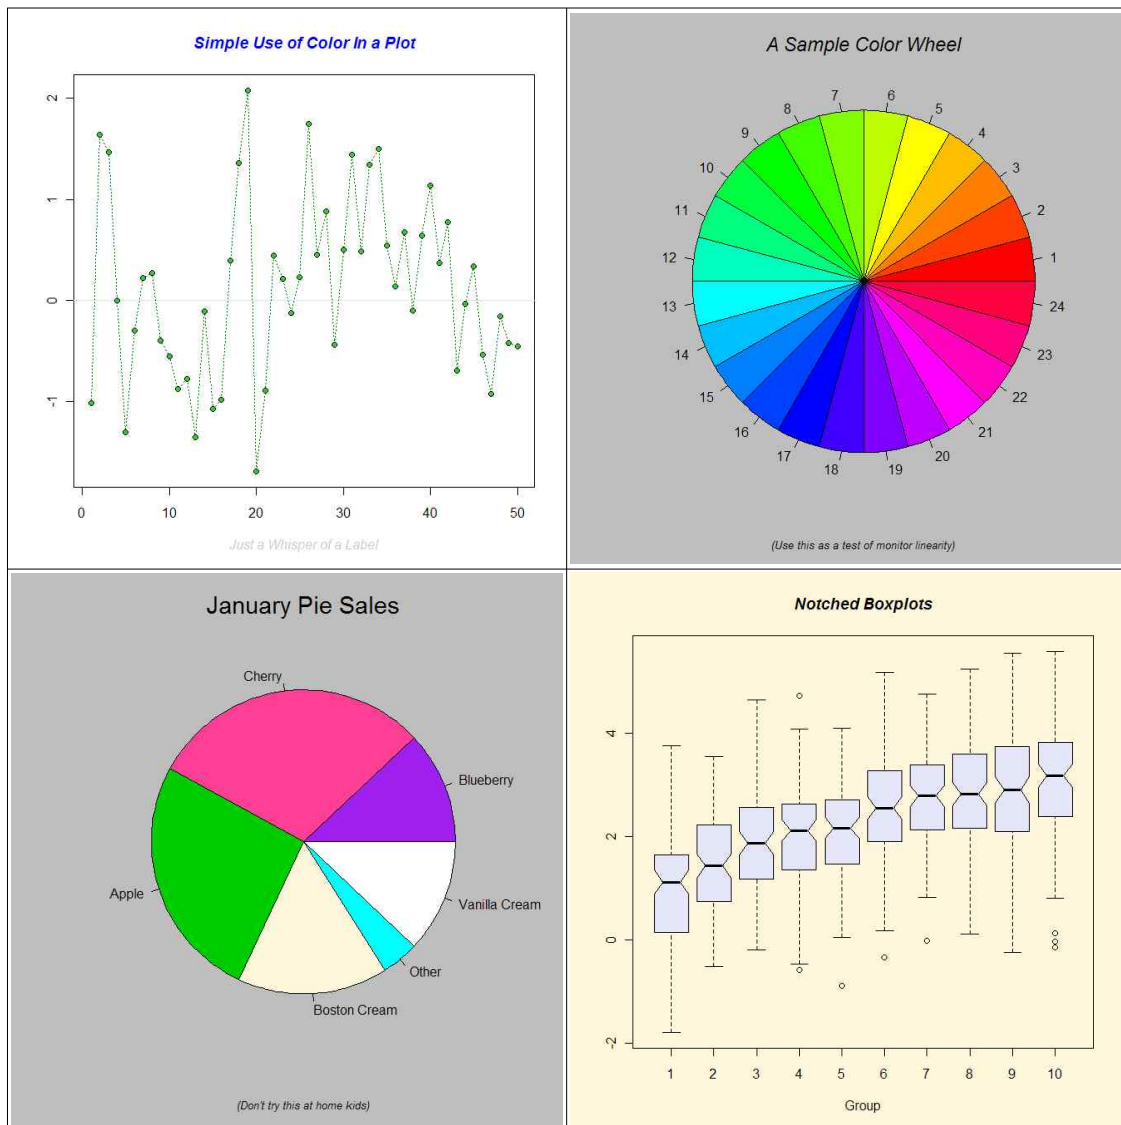 Simple Use of Color In a Plot
2
1
0
-1
0 10 20 30 40 50
Just a Whisper of a Label
A Sample Color Wheel
7 6
8 5
9 4
10 3
11 2
12 1
13 24
14 23
15 22
16 21
17 20
18 19
(Use this as a test of monitor linearity)
January Pie Sales
Cherry
Blueberry
Apple
Vanilla Cream
Other
Boston Cream
(Don't try this at home kids)
Notched Boxplots
4
2
0
-2
1 2 3 4 5 6 7 8 9 10
Group